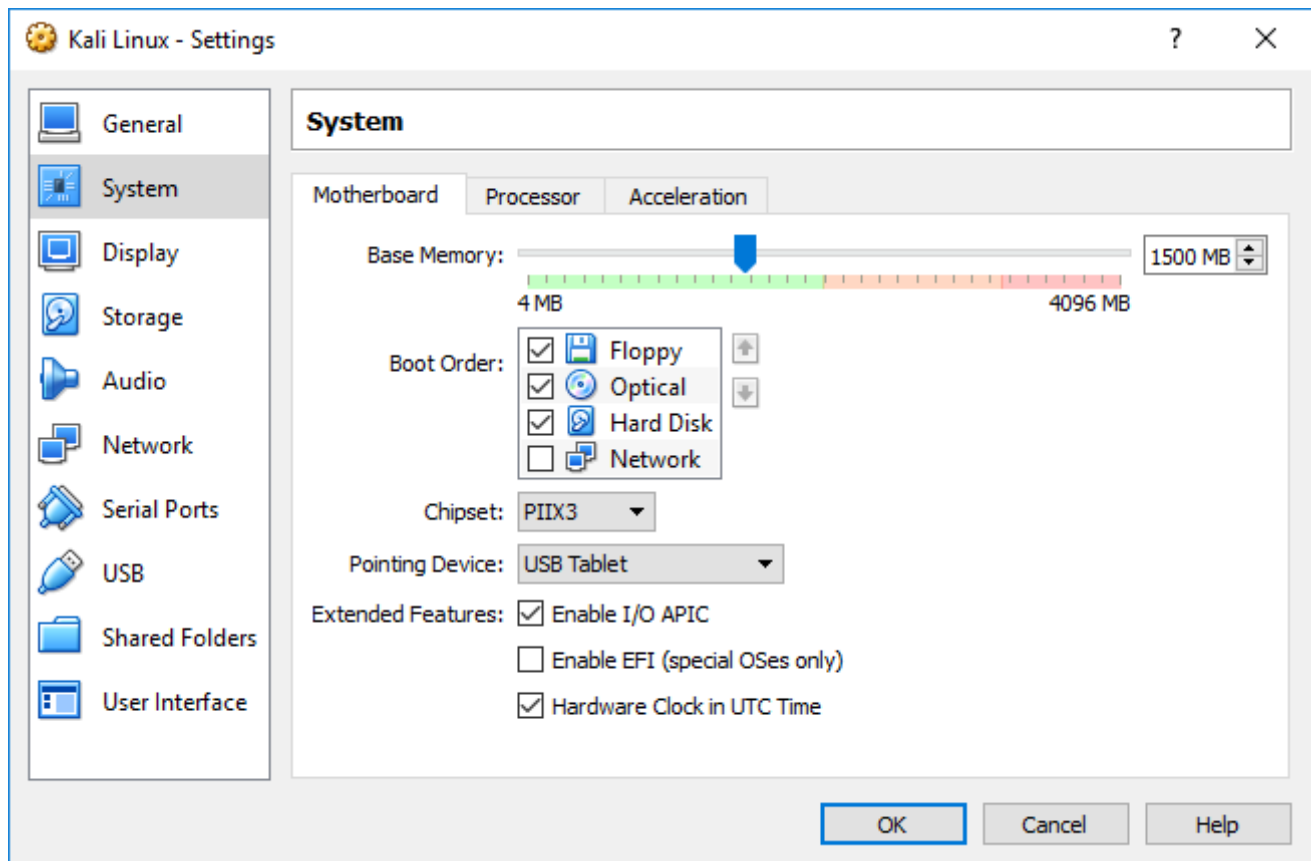 Kali Linux - Settings ? X
General
System
Display
Storage
Audio
Network
Serial Ports
USB
Shared Folders
User Interface
System
Motherboard Processor Acceleration
Base Memory: 1500 MB
4 MB 4096 MB
Boot Order:
Floppy
Optical
Hard Disk
Network
Chipset: PIIX3
Pointing Device: USB Tablet
Extended Features: Enable I/O APIC
Enable EFI (special OSes only)
Hardware Clock in UTC Time
OK Cancel Help